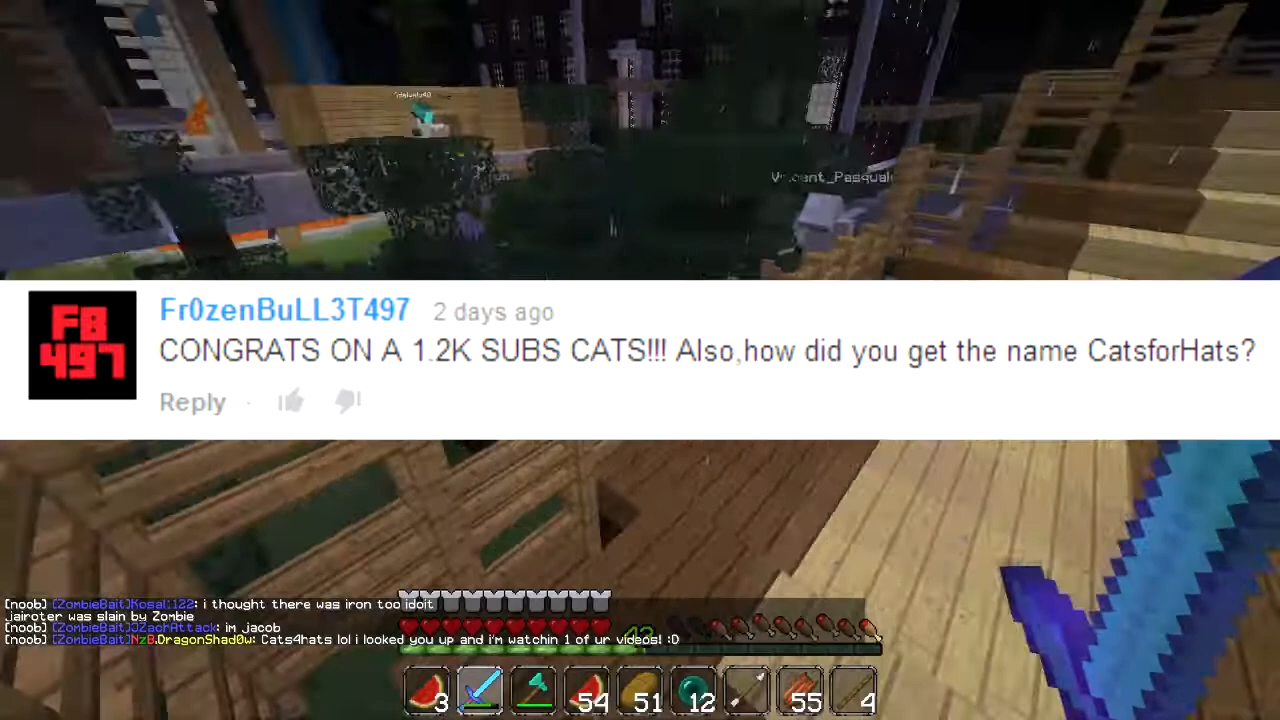 FB
497
Fr0zenBuLL3T497 2 days ago
CONGRATS ON A 1.2K SUBS CATS!!! Also,how did you get the name CatsforHats?
Reply ·
[noob] [ZombieBait]Kosal:122: i thought there was iron too idoit
jairoter was slain by Zombie
[noob] [ZombieBait]OZachAttack: im jacob
[noob] [ZombieBait]NzB.DragonShad0w: Cats4hats lol i looked you up and i'm watchin 1 of ur videos! :D
3 54 51 12 55 4